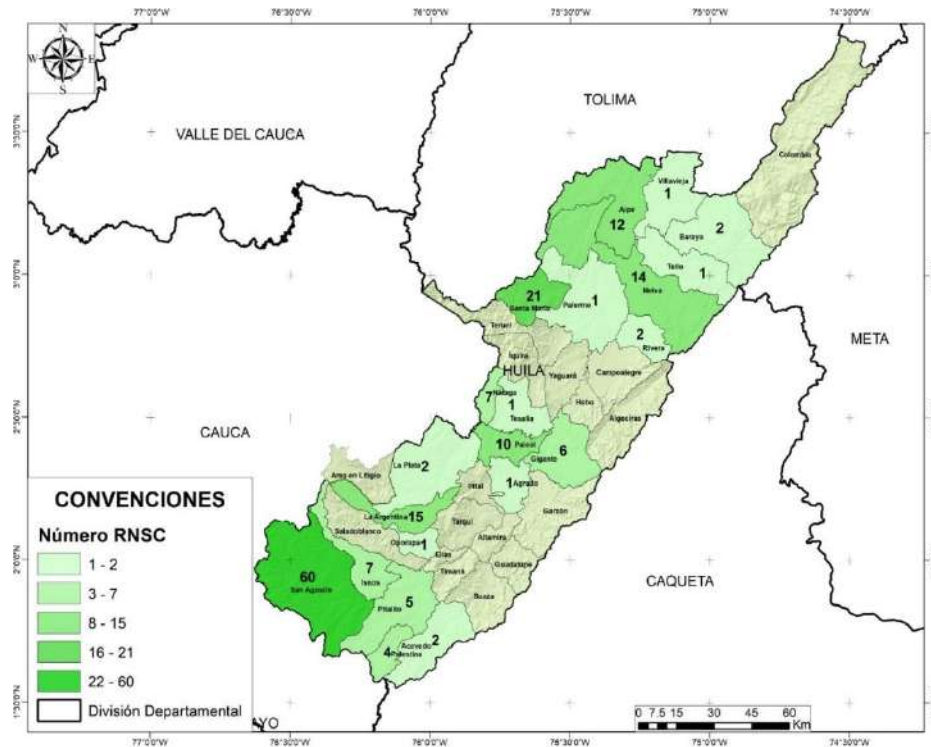 77°0'0"W 76°30'0"W 76°0'0"W 75°30'0"W 75°0'0"W 74°30'0"W
N
W E
S
TOLIMA
VALLE DEL CAUCA
3°30'0"N
Colombia
Villavieja
1
Aipe
12
2
Baraya
Tello
1
3°0'0"N
14
Neiva
21
Santa María
Palermo
1
2
Rivera
META
Teruel
Iquira
HUILA
Yaguará
Campoalegre
Hobo
Algeciras
Nátaga
7
1
Tesalia
2°30'0"N
CAUCA
10
Paicol
6
Gigante
La Plata
2
Area en Litigio
Pital
1
Agrado
Garzón
La Argentina
15
Tarqui
Saladoblanco
Oporapa
1
Altamira
Elias
2°0'0"N
Timaná
Guadalupe
CAQUETA
60
San Agustín
7
Isnos
Suaza
5
Pitalito
Acevedo
2
4
Palestina
1°30'0"N
CONVENCIONES
Número RNSC
1 - 2
3 - 7
8 - 15
16 - 21
22 - 60
División Departamental
AYO
0 7.5 15 30 45 60
Km
77°0'0"W 76°30'0"W 76°0'0"W 75°30'0"W 75°0'0"W 74°30'0"W